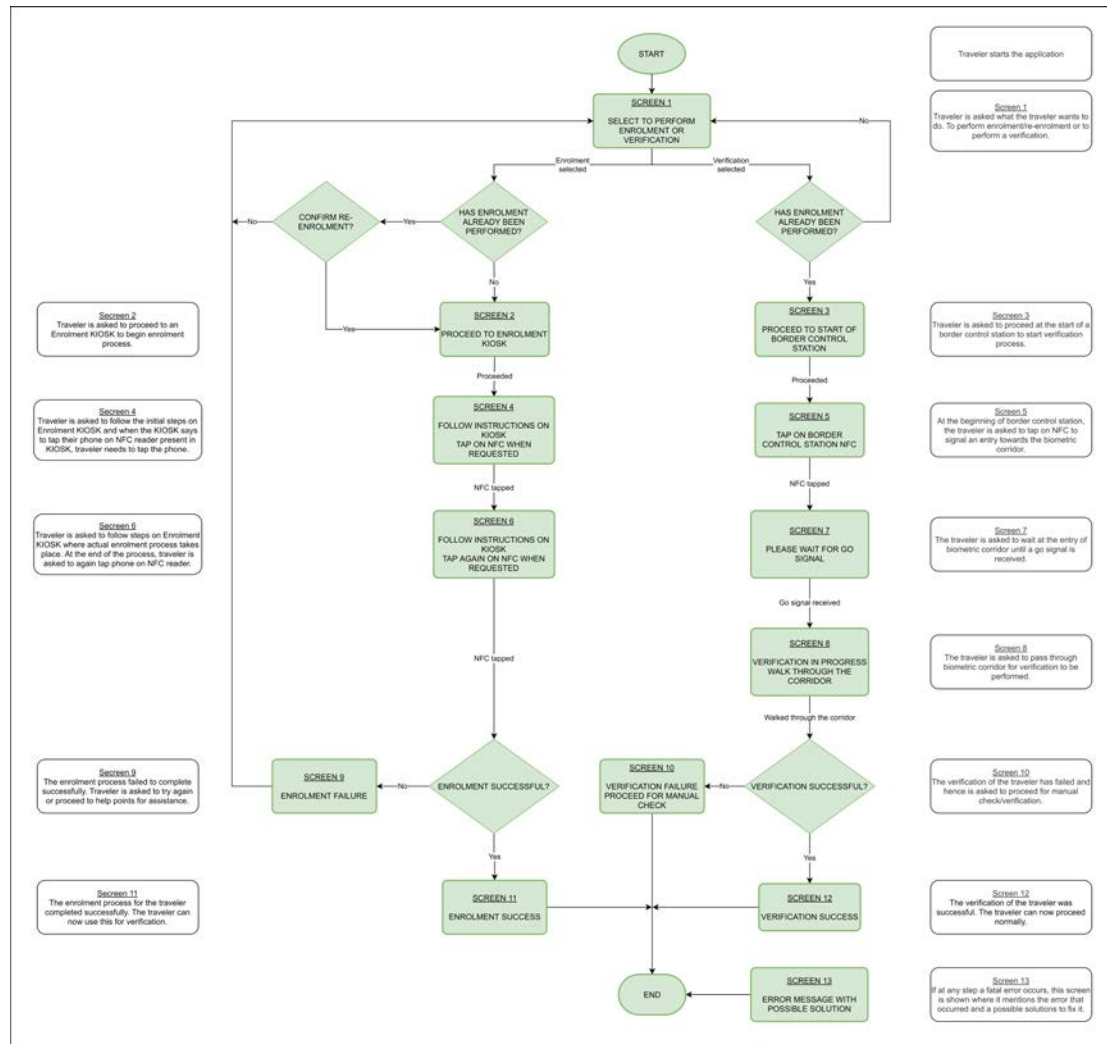 START
Traveler starts the application
SCREEN 1
SELECT TO PERFORM
ENROLMENT OR
VERIFICATION
No
Screen 1
Traveler is asked what the traveler wants to
do. To perform enrolment/re-enrolment or to
perform a verification.
Enrolment
selected
Verification
selected
No
CONFIRM RE-
ENROLMENT?
Yes
HAS ENROLMENT
ALREADY BEEN
PERFORMED?
HAS ENROLMENT
ALREADY BEEN
PERFORMED?
No
Yes
Secreen 2
Traveler is asked to proceed to an
Enrolment KIOSK to begin enrolment
process.
Yes
SCREEN 2
PROCEED TO ENROLMENT
KIOSK
SCREEN 3
PROCEED TO START OF
BORDER CONTROL
STATION
Secreen 3
Traveler is asked to proceed at the start of a
border control station to start verification
process.
Proceeded
Proceeded
Secreen 4
Traveler is asked to follow the initial steps on
Enrolment KIOSK and when the KIOSK says
to tap their phone on NFC reader present in
KIOSK, traveler needs to tap the phone.
SCREEN 4
FOLLOW INSTRUCTIONS ON
KIOSK
TAP ON NFC WHEN
REQUESTED
SCREEN 5
TAP ON BORDER
CONTROL STATION NFC
Screen 5
At the beginning of border control station,
the traveler is asked to tap on NFC to
signal an entry towards the biometric
corridor.
NFC tapped
NFC tapped
Secreen 6
Traveler is asked to follow steps on Enrolment
KIOSK where actual enrolment process takes
place. At the end of the process, traveler is
asked to again tap phone on NFC reader.
SCREEN 6
FOLLOW INSTRUCTIONS ON
KIOSK
TAP AGAIN ON NFC WHEN
REQUESTED
SCREEN 7
PLEASE WAIT FOR GO
SIGNAL
Screen 7
The traveler is asked to wait at the entry of
biometric corridor until a go signal is
received.
Go signal received
NFC tapped
SCREEN 8
VERIFICATION IN PROGRESS
WALK THROUGH THE
CORRIDOR
Screen 8
The traveler is asked to pass through
biometric corridor for verification to be
performed.
Walked through the corridor
Secreen 9
The enrolment process failed to complete
successfully. Traveler is asked to try again
or proceed to help points for assistance.
SCREEN 9
ENROLMENT FAILURE
No
ENROLMENT SUCCESSFUL?
SCREEN 10
VERIFICATION FAILURE
PROCEED FOR MANUAL
CHECK
No
VERIFICATION SUCCESSFUL?
Screen 10
The verification of the traveler has failed and
hence is asked to proceed for manual
check/verification.
Yes
Yes
Secreen 11
The enrolment process for the traveler
completed successfully. The traveler can
now use this for verification.
SCREEN 11
ENROLMENT SUCCESS
SCREEN 12
VERIFICATION SUCCESS
Screen 12
The verification of the traveler was
successful. The traveler can now proceed
normally.
END
SCREEN 13
ERROR MESSAGE WITH
POSSIBLE SOLUTION
Screen 13
If at any step a fatal error occurs, this screen
is shown where it mentions the error that
occurred and a possible solutions to fix it.